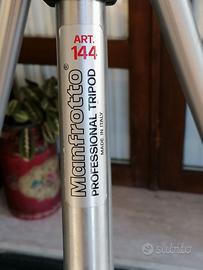 ART.
144
Manfrotto®
PROFESSIONAL TRIPOD
MADE IN ITALY
subito